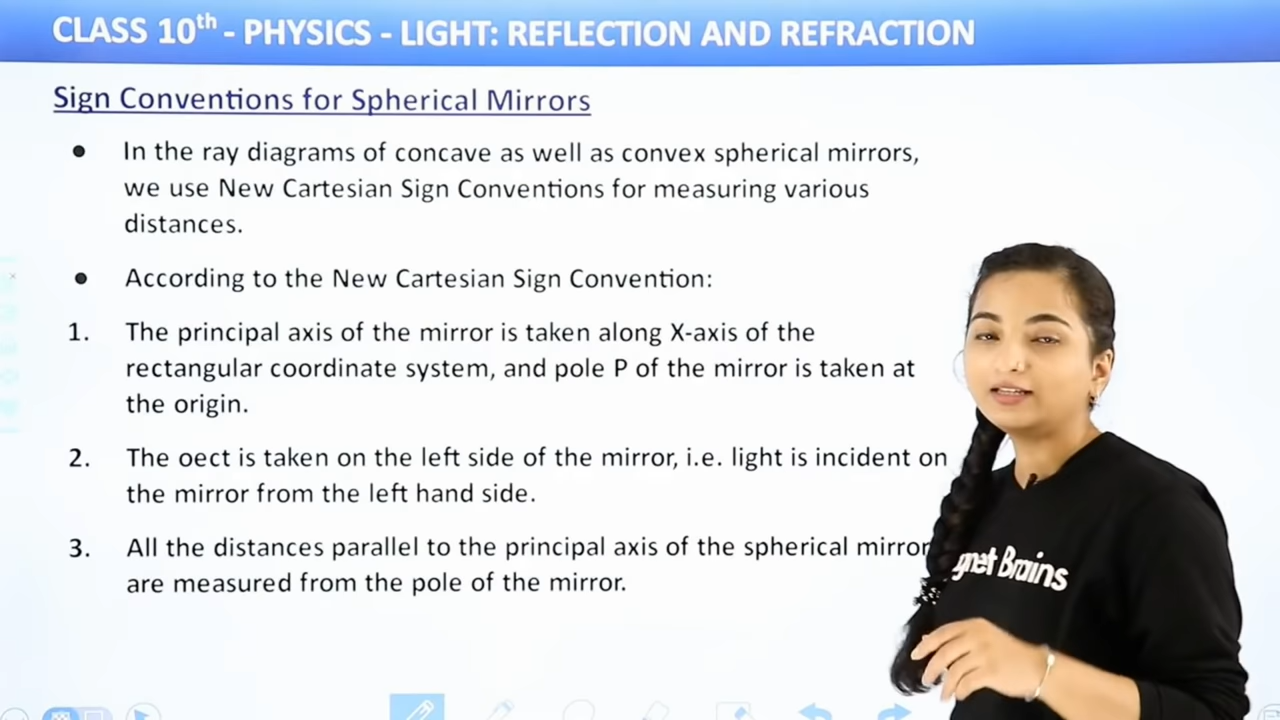 CLASS 10th - PHYSICS - LIGHT: REFLECTION AND REFRACTION
Sign Conventions for Spherical Mirrors
• In the ray diagrams of concave as well as convex spherical mirrors,
we use New Cartesian Sign Conventions for measuring various
distances.
• According to the New Cartesian Sign Convention:
1. The principal axis of the mirror is taken along X-axis of the
rectangular coordinate system, and pole P of the mirror is taken at
the origin.
2. The oect is taken on the left side of the mirror, i.e. light is incident on
the mirror from the left hand side.
3. All the distances parallel to the principal axis of the spherical mirror
are measured from the pole of the mirror.
gnet Brains